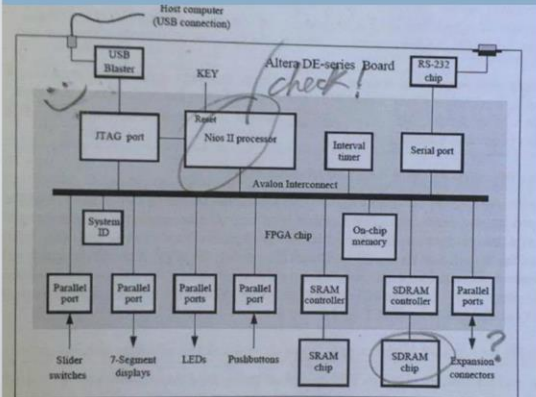 Host computer
(USB connection)
USB
Blaster
Altera DE-series Board
RS-232
chip
KEY
check!
Reset
JTAG port
Nios II processor
Interval
timer
Serial port
Avalon Interconnect
System
ID
FPGA chip
On-chip
memory
Parallel
port
Parallel
port
Parallel
ports
Parallel
port
SRAM
controller
SDRAM
controller
Parallel
ports
Slider
switches
7-Segment
displays
LEDs
Pushbuttons
SRAM
chip
SDRAM
chip
Expansion
connectors
?